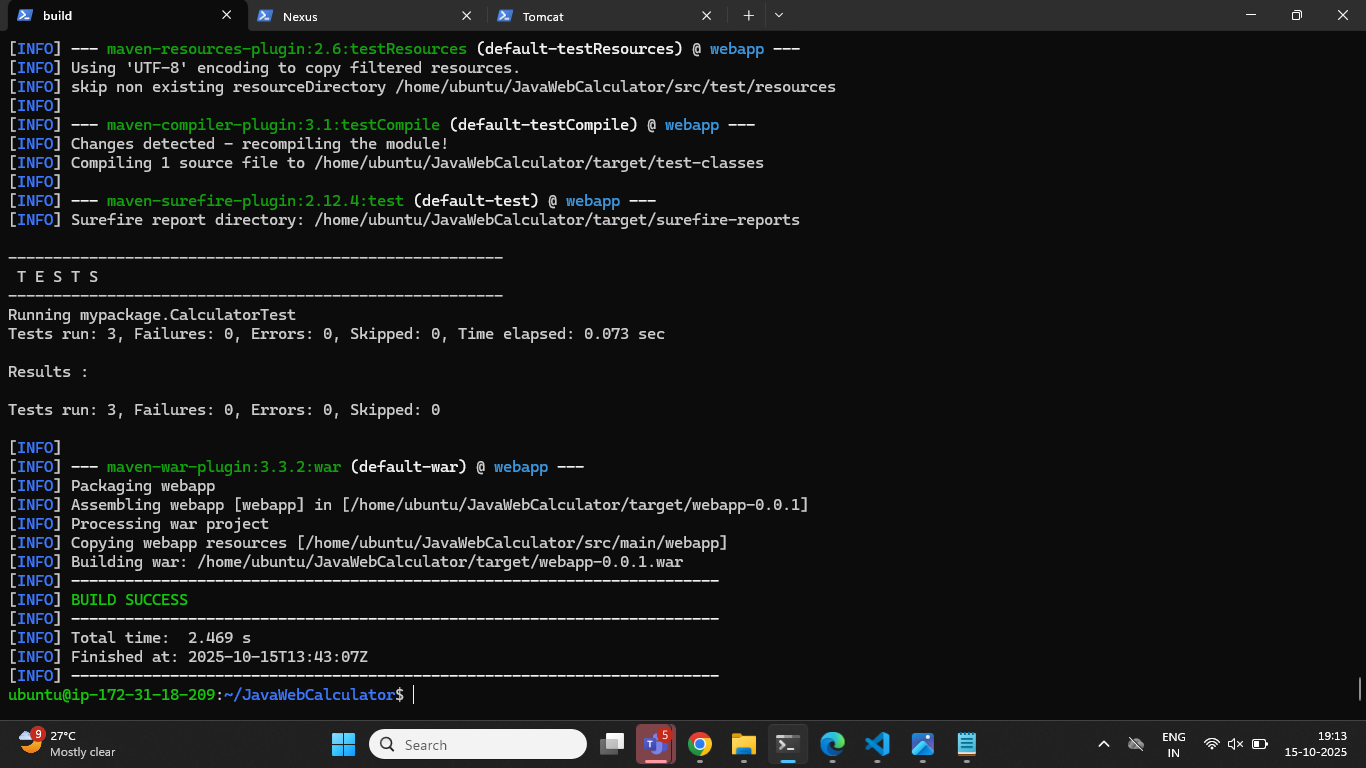 build
Nexus
Tomcat
[INFO] --- maven-resources-plugin:2.6:testResources (default-testResources) @ webapp ---
[INFO] Using 'UTF-8' encoding to copy filtered resources.
[INFO] skip non existing resourceDirectory /home/ubuntu/JavaWebCalculator/src/test/resources
[INFO]
[INFO] --- maven-compiler-plugin:3.1:testCompile (default-testCompile) @ webapp ---
[INFO] Changes detected - recompiling the module!
[INFO] Compiling 1 source file to /home/ubuntu/JavaWebCalculator/target/test-classes
[INFO]
[INFO] --- maven-surefire-plugin:2.12.4:test (default-test) @ webapp ---
[INFO] Surefire report directory: /home/ubuntu/JavaWebCalculator/target/surefire-reports
-------------------------------------------------------
T E S T S
-------------------------------------------------------
Running mypackage.CalculatorTest
Tests run: 3, Failures: 0, Errors: 0, Skipped: 0, Time elapsed: 0.073 sec
Results :
Tests run: 3, Failures: 0, Errors: 0, Skipped: 0
[INFO]
[INFO] --- maven-war-plugin:3.3.2:war (default-war) @ webapp ---
[INFO] Packaging webapp
[INFO] Assembling webapp [webapp] in [/home/ubuntu/JavaWebCalculator/target/webapp-0.0.1]
[INFO] Processing war project
[INFO] Copying webapp resources [/home/ubuntu/JavaWebCalculator/src/main/webapp]
[INFO] Building war: /home/ubuntu/JavaWebCalculator/target/webapp-0.0.1.war
[INFO] ------------------------------------------------------------------------
[INFO] BUILD SUCCESS
[INFO] ------------------------------------------------------------------------
[INFO] Total time:  2.469 s
[INFO] Finished at: 2025-10-15T13:43:07Z
[INFO] ------------------------------------------------------------------------
ubuntu@ip-172-31-18-209:~/JavaWebCalculator$
9
27°C
Mostly clear
Search
5
ENG
IN
19:13
15-10-2025